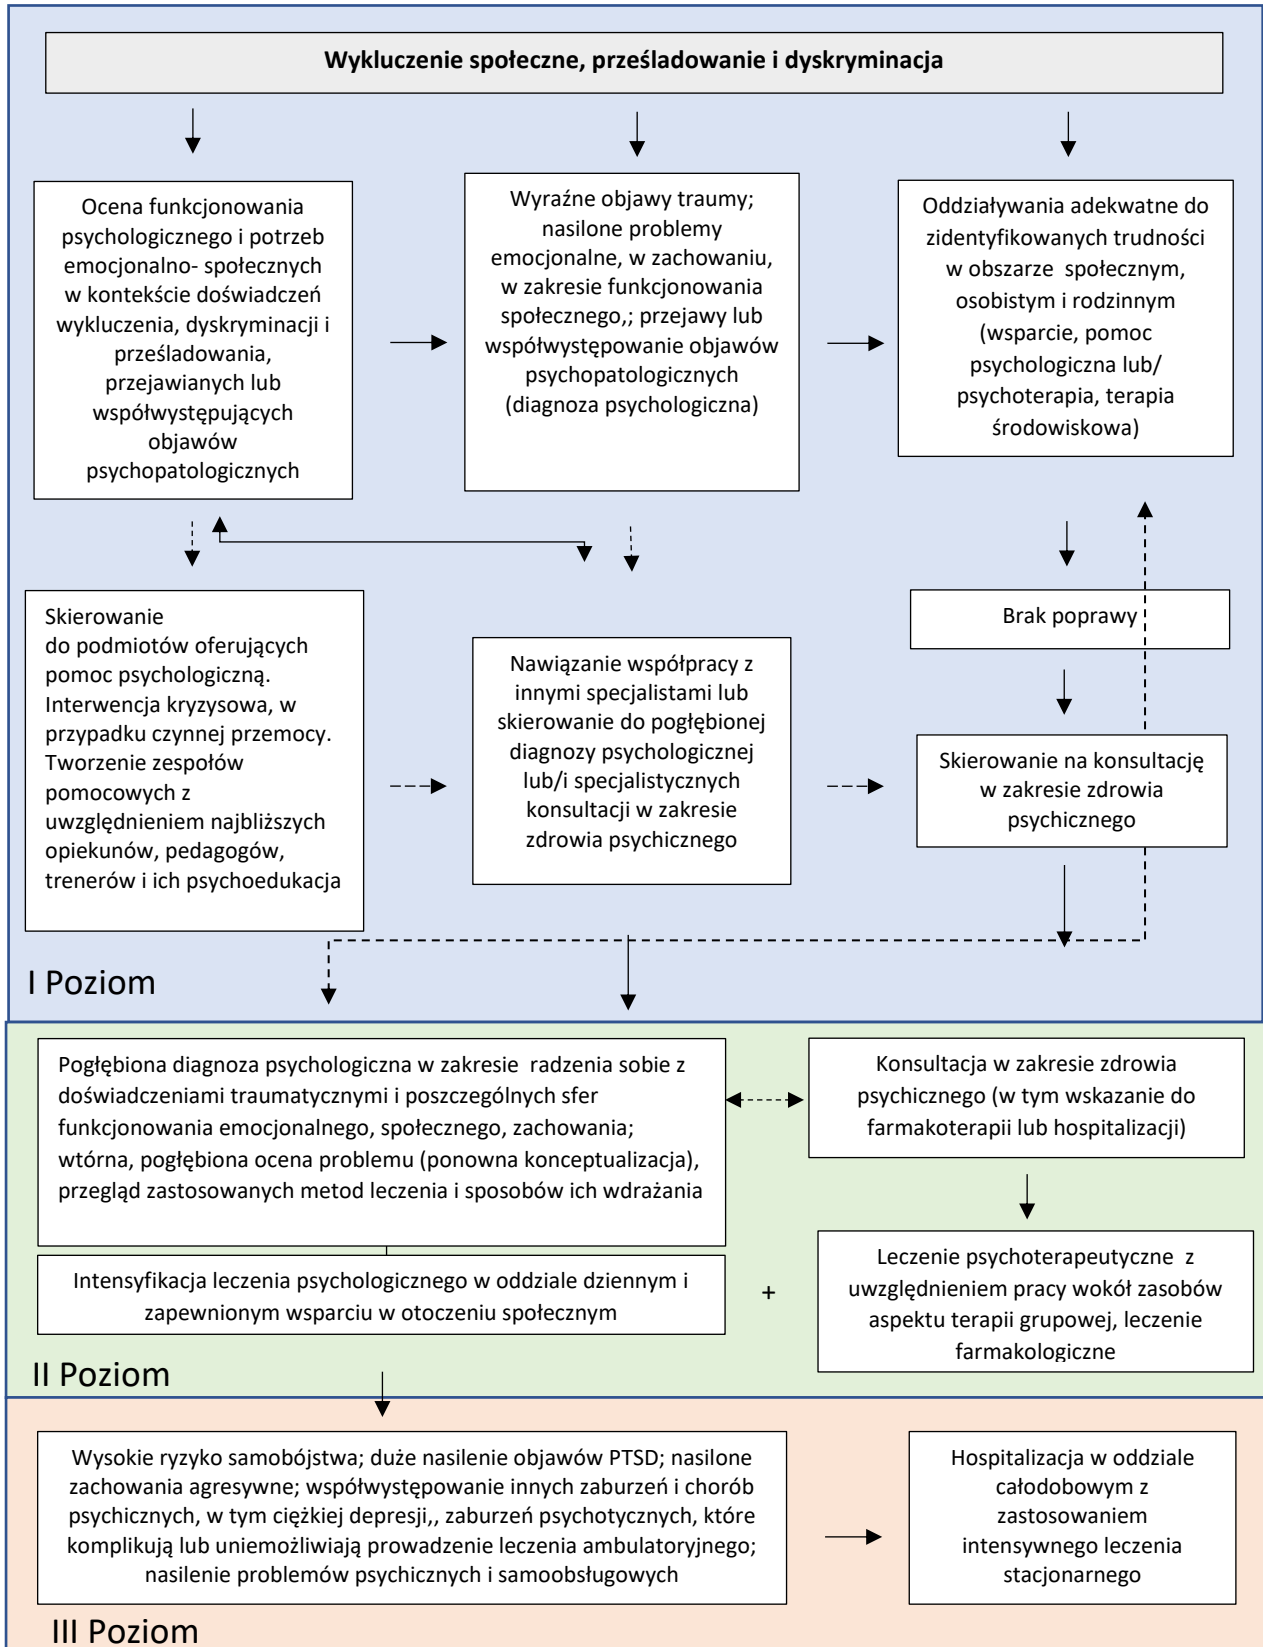 Wykluczenie społeczne, prześladowanie i dyskryminacja
Ocena funkcjonowania
psychologicznego i potrzeb
emocjonalno- społecznych
w kontekście doświadczeń
wykluczenia, dyskryminacji i
prześladowania,
przejawianych lub
współwystępujących
objawów
psychopatologicznych
Wyraźne objawy traumy;
nasilone problemy
emocjonalne, w zachowaniu,
w zakresie funkcjonowania
społecznego,; przejawy lub
współwystępowanie objawów
psychopatologicznych
(diagnoza psychologiczna)
Oddziaływania adekwatne do
zidentyfikowanych trudności
w obszarze społecznym,
osobistym i rodzinnym
(wsparcie, pomoc
psychologiczna lub/
psychoterapia, terapia
środowiskowa)
Skierowanie
do podmiotów oferujących
pomoc psychologiczną.
Interwencja kryzysowa, w
przypadku czynnej przemocy.
Tworzenie zespołów
pomocowych z
uwzględnieniem najbliższych
opiekunów, pedagogów,
trenerów i ich psychoedukacja
Nawiązanie współpracy z
innymi specjalistami lub
skierowanie do pogłębionej
diagnozy psychologicznej
lub/i specjalistycznych
konsultacji w zakresie
zdrowia psychicznego
Brak poprawy
Skierowanie na konsultację
w zakresie zdrowia
psychicznego
I Poziom
Pogłębiona diagnoza psychologiczna w zakresie radzenia sobie z
doświadczeniami traumatycznymi i poszczególnych sfer
funkcjonowania emocjonalnego, społecznego, zachowania;
wtórna, pogłębiona ocena problemu (ponowna konceptualizacja),
przegląd zastosowanych metod leczenia i sposobów ich wdrażania
Konsultacja w zakresie zdrowia
psychicznego (w tym wskazanie do
farmakoterapii lub hospitalizacji)
Intensyfikacja leczenia psychologicznego w oddziale dziennym i
zapewnionym wsparciu w otoczeniu społecznym
+
Leczenie psychoterapeutyczne z
uwzględnieniem pracy wokół zasobów
aspektu terapii grupowej, leczenie
farmakologiczne
II Poziom
Wysokie ryzyko samobójstwa; duże nasilenie objawów PTSD; nasilone
zachowania agresywne; współwystępowanie innych zaburzeń i chorób
psychicznych, w tym ciężkiej depresji,, zaburzeń psychotycznych, które
komplikują lub uniemożliwiają prowadzenie leczenia ambulatoryjnego;
nasilenie problemów psychicznych i samoobsługowych
Hospitalizacja w oddziale
całodobowym z
zastosowaniem
intensywnego leczenia
stacjonarnego
III Poziom